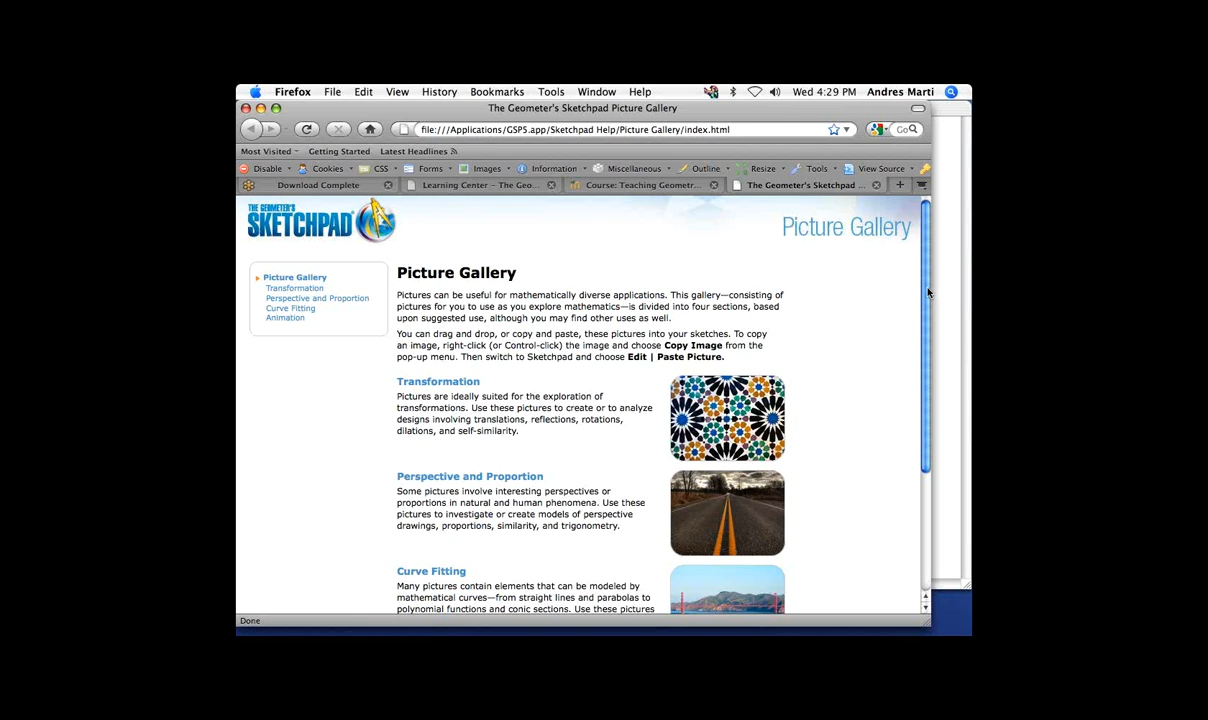 Firefox File Edit View History Bookmarks Tools Window Help Wed 4:29 PM Andres Marti
The Geometer's Sketchpad Picture Gallery
file:///Applications/GSP5.app/Sketchpad Help/Picture Gallery/index.html Go
Most Visited Getting Started Latest Headlines
Disable Cookies CSS Forms Images Information Miscellaneous Outline Resize Tools View Source
Download Complete Learning Center – The Geo... Course: Teaching Geometr... The Geometer's Sketchpad ...
THE GEOMETER'S
SKETCHPAD
Picture Gallery
Picture Gallery
Transformation
Perspective and Proportion
Curve Fitting
Animation
Picture Gallery
Pictures can be useful for mathematically diverse applications. This gallery—consisting of
pictures for you to use as you explore mathematics—is divided into four sections, based
upon suggested use, although you may find other uses as well.
You can drag and drop, or copy and paste, these pictures into your sketches. To copy
an image, right-click (or Control-click) the image and choose Copy Image from the
pop-up menu. Then switch to Sketchpad and choose Edit | Paste Picture.
Transformation
Pictures are ideally suited for the exploration of
transformations. Use these pictures to create or to analyze
designs involving translations, reflections, rotations,
dilations, and self-similarity.
Perspective and Proportion
Some pictures involve interesting perspectives or
proportions in natural and human phenomena. Use these
pictures to investigate or create models of perspective
drawings, proportions, similarity, and trigonometry.
Curve Fitting
Many pictures contain elements that can be modeled by
mathematical curves—from straight lines and parabolas to
polynomial functions and conic sections. Use these pictures
Done